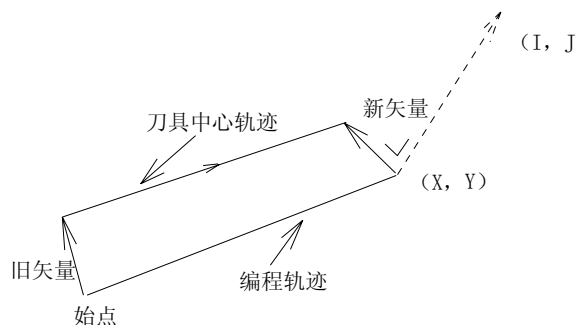 (I, J
新矢量
刀具中心轨迹
(X, Y)
旧矢量
编程轨迹
始点